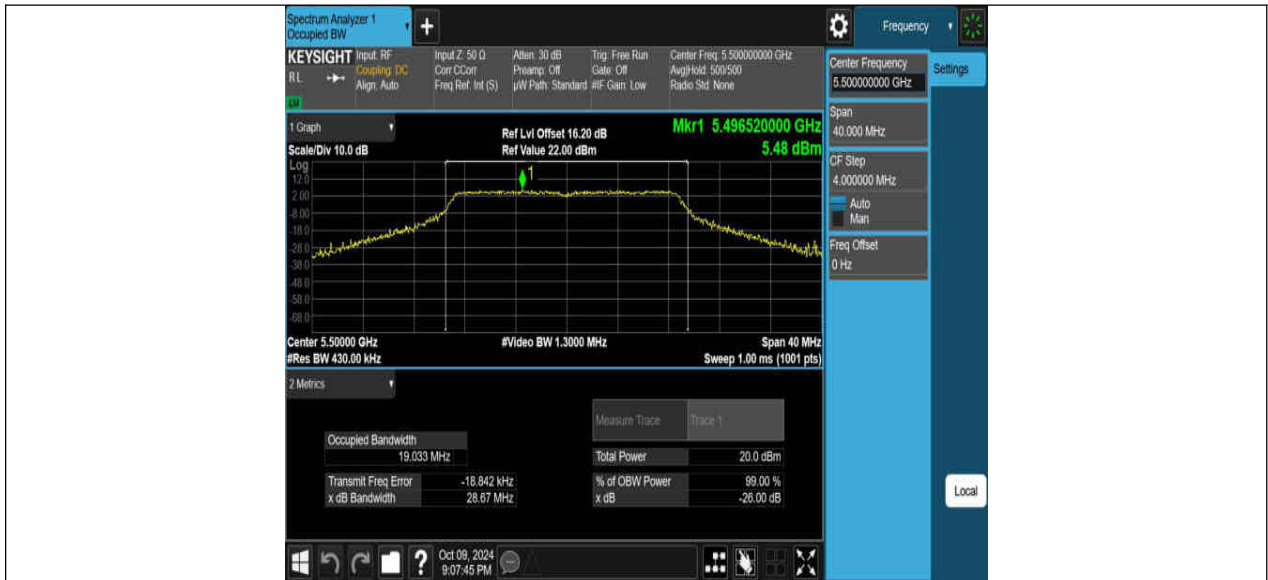 Spectrum Analyzer 1
Occupied BW
+
Frequency
KEYSIGHT
Input: RF
Coupling: DC
Align: Auto
Input Z: 50 Ω
Corr CCorr
Freq Ref: Int (S)
Atten: 30 dB
Preamp: Off
µW Path: Standard
Trig: Free Run
Gate: Off
#IF Gain: Low
Center Freq: 5.500000000 GHz
Avg|Hold: 500/500
Radio Std: None
RL
LM
Center Frequency
5.500000000 GHz
Settings
Span
40.000 MHz
CF Step
4.000000 MHz
Auto
Man
Freq Offset
0 Hz
Local
1 Graph
Scale/Div 10.0 dB
Ref Lvl Offset 16.20 dB
Ref Value 22.00 dBm
Mkr1 5.496520000 GHz
5.48 dBm
Log
1
12.0
2.00
-8.00
-18.0
-28.0
-38.0
-48.0
-58.0
-68.0
Center 5.50000 GHz
#Video BW 1.3000 MHz
Span 40 MHz
#Res BW 430.00 kHz
Sweep 1.00 ms (1001 pts)
2 Metrics
Measure Trace
Trace 1
Occupied Bandwidth
19.033 MHz
Total Power
20.0 dBm
Transmit Freq Error
-18.842 kHz
% of OBW Power
99.00 %
x dB Bandwidth
28.67 MHz
x dB
-26.00 dB
?
Oct 09, 2024
9:07:45 PM